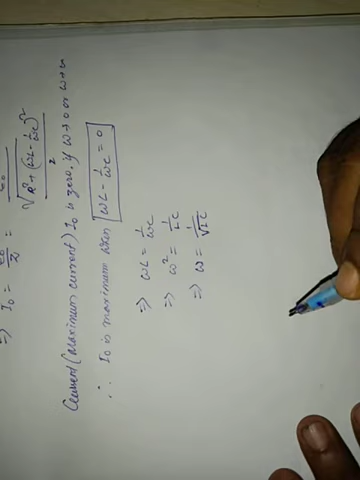 ⇒ I₀ = E₀/Z = E₀/√(R² + (ωL - 1/ωC)²)
Current (Maximum current) I₀ is zero, if ω→0 or ω→∞
∴ I₀ is maximum when ωL - 1/ωC = 0
⇒ ωL = 1/ωC
⇒ ω² = 1/LC
⇒ ω = 1/√LC